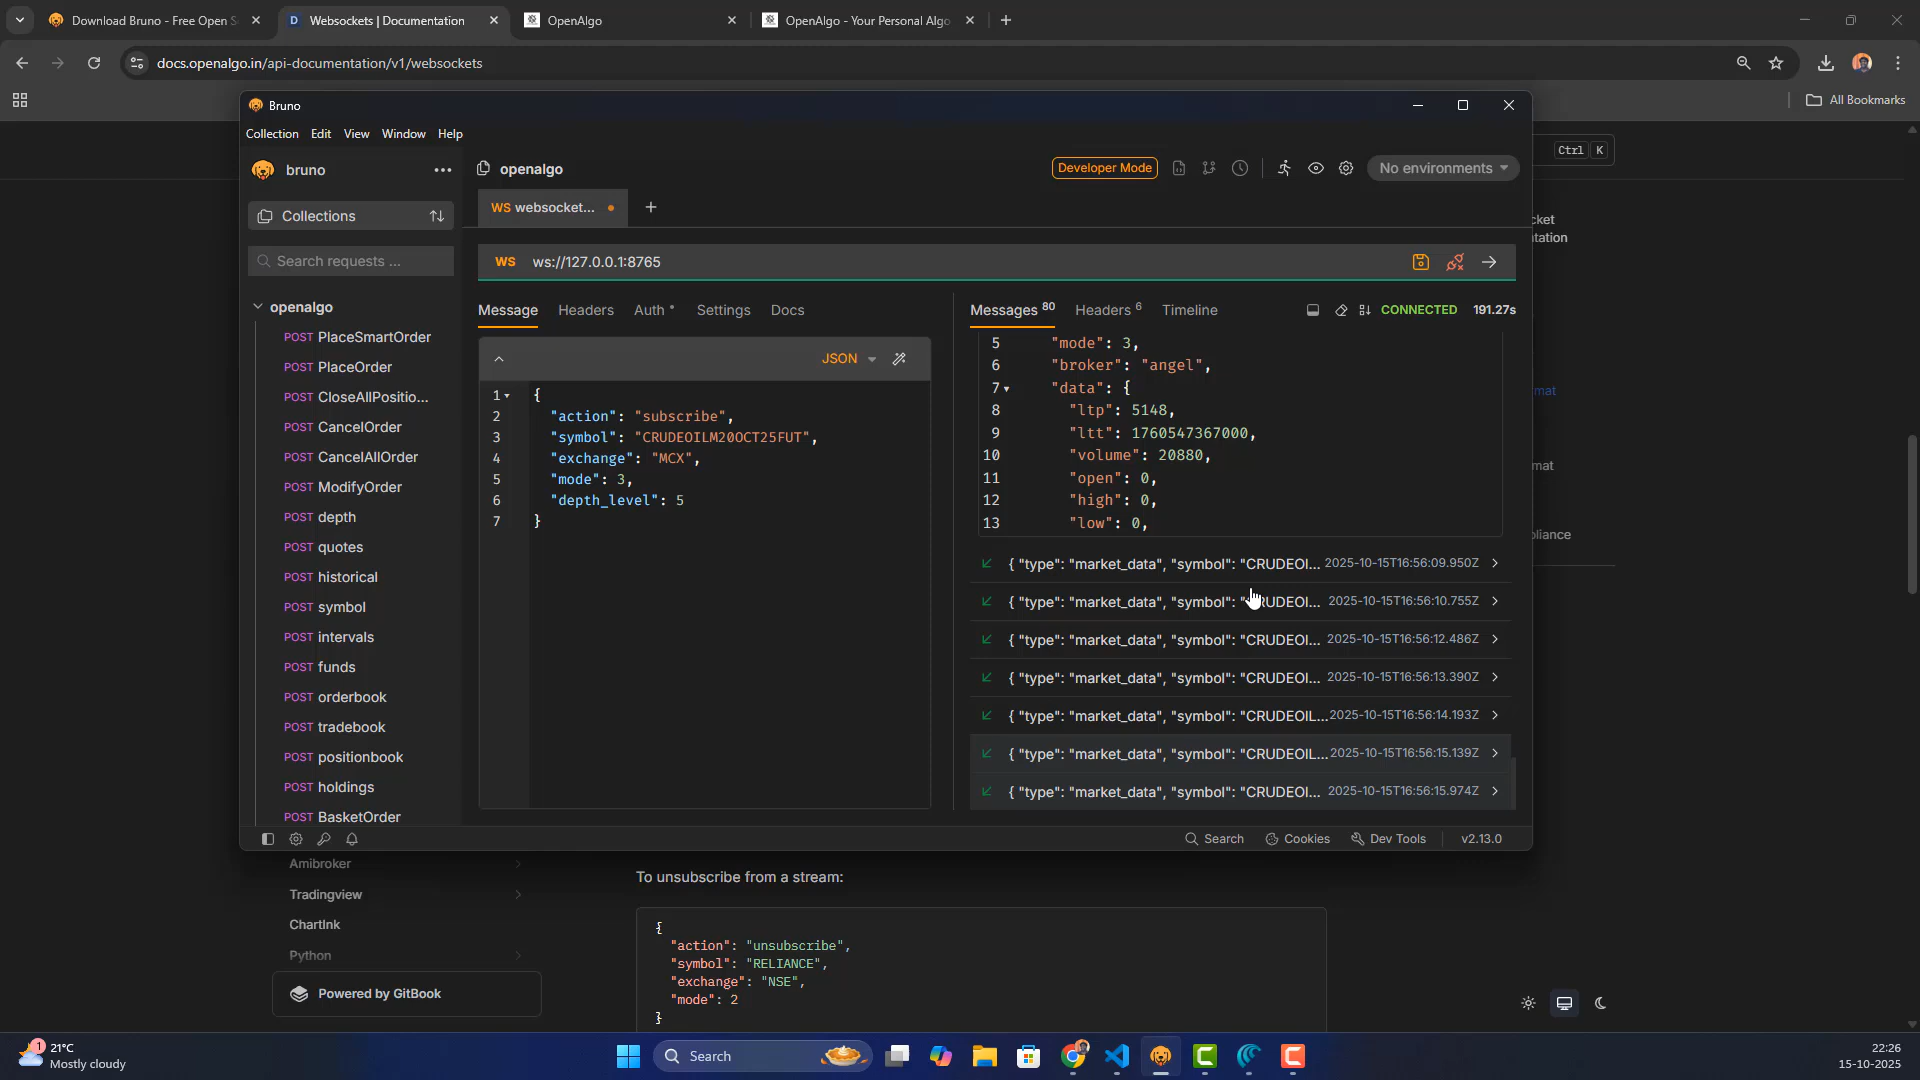 Download Bruno - Free Open S
Websockets | Documentation
OpenAlgo
OpenAlgo - Your Personal Algo
docs.openalgo.in/api-documentation/v1/websockets
All Bookmarks
Bruno
Collection Edit View Window Help
Ctrl K
bruno
openalgo
Developer Mode
No environments
Collections
WS websocket...
Search requests ...
WS ws://127.0.0.1:8765
openalgo
POST PlaceSmartOrder
POST PlaceOrder
POST CloseAllPositio...
POST CancelOrder
POST CancelAllOrder
POST ModifyOrder
POST depth
POST quotes
POST historical
POST symbol
POST intervals
POST funds
POST orderbook
POST tradebook
POST positionbook
POST holdings
POST BasketOrder
Message Headers Auth * Settings Docs
JSON
1 {
2 "action": "subscribe",
3 "symbol": "CRUDEOILM20OCT25FUT",
4 "exchange": "MCX",
5 "mode": 3,
6 "depth_level": 5
7 }
Messages 80 Headers 6 Timeline
CONNECTED 191.27s
5 "mode": 3,
6 "broker": "angel",
7 "data": {
8 "ltp": 5148,
9 "ltt": 1760547367000,
10 "volume": 20880,
11 "open": 0,
12 "high": 0,
13 "low": 0,
{ "type": "market_data", "symbol": "CRUDEOI... 2025-10-15T16:56:09.950Z
{ "type": "market_data", "symbol": "CRUDEOI... 2025-10-15T16:56:10.755Z
{ "type": "market_data", "symbol": "CRUDEOI... 2025-10-15T16:56:12.486Z
{ "type": "market_data", "symbol": "CRUDEOI... 2025-10-15T16:56:13.390Z
{ "type": "market_data", "symbol": "CRUDEOIL... 2025-10-15T16:56:14.193Z
{ "type": "market_data", "symbol": "CRUDEOIL... 2025-10-15T16:56:15.139Z
{ "type": "market_data", "symbol": "CRUDEOI... 2025-10-15T16:56:15.974Z
Search Cookies Dev Tools v2.13.0
cket
tation
mat
mat
liance
Amibroker
Tradingview
ChartInk
Python
Powered by GitBook
To unsubscribe from a stream:
{
"action": "unsubscribe",
"symbol": "RELIANCE",
"exchange": "NSE",
"mode": 2
}
1
21°C
Mostly cloudy
Search
22:26
15-10-2025